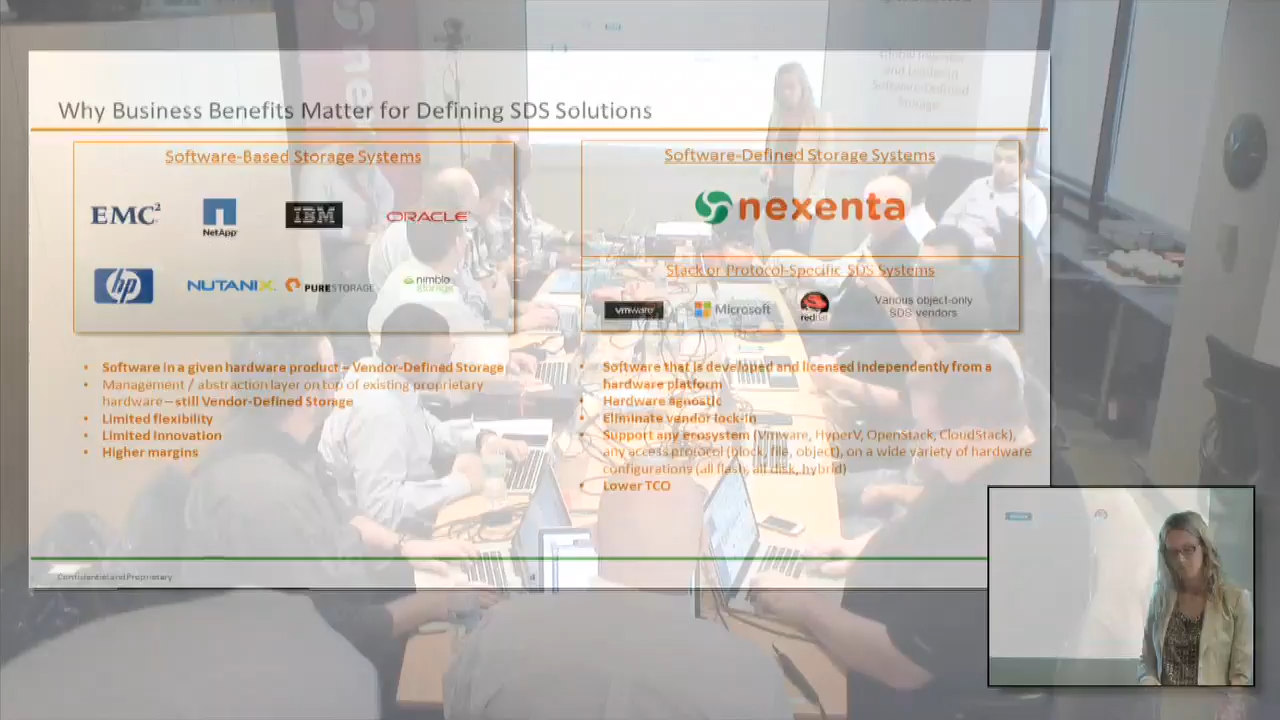 Why Business Benefits Matter for Defining SDS Solutions
Software-Based Storage Systems
EMC²
NetApp
IBM
ORACLE
hp
NUTANIX
PURESTORAGE
nimble
storage
Software in a given hardware product – Vendor-Defined Storage
Management / abstraction layer on top of existing proprietary
hardware – still Vendor-Defined Storage
Limited flexibility
Limited Innovation
Higher margins
Software-Defined Storage Systems
nexenta
Stack or Protocol-Specific SDS Systems
vmware
Microsoft
redhat
Various object-only
SDS vendors
Software that is developed and licensed independently from a
hardware platform
Hardware agnostic
Eliminate vendor lock-in
Support any ecosystem (Vmware, HyperV, OpenStack, CloudStack),
any access protocol (block, file, object), on a wide variety of hardware
configurations (all flash, all disk, hybrid)
Lower TCO
Confidential and Proprietary
ne
and
Software-Defined
Storage